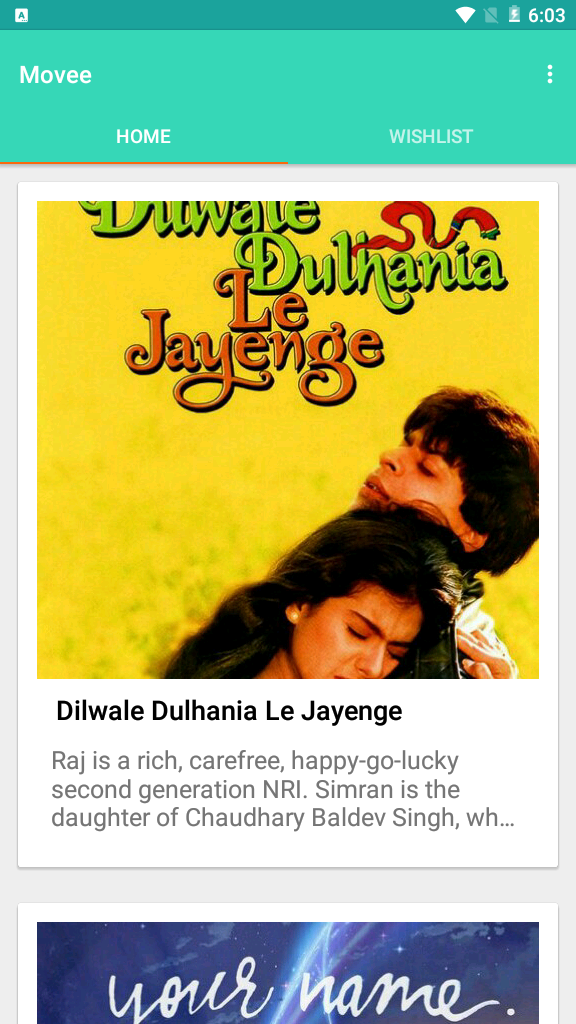 6:03
Movee
HOME
WISHLIST
Dilwale
Dulhania
Le
Jayenge
Dilwale Dulhania Le Jayenge
Raj is a rich, carefree, happy-go-lucky
second generation NRI. Simran is the
daughter of Chaudhary Baldev Singh, wh…
your name.